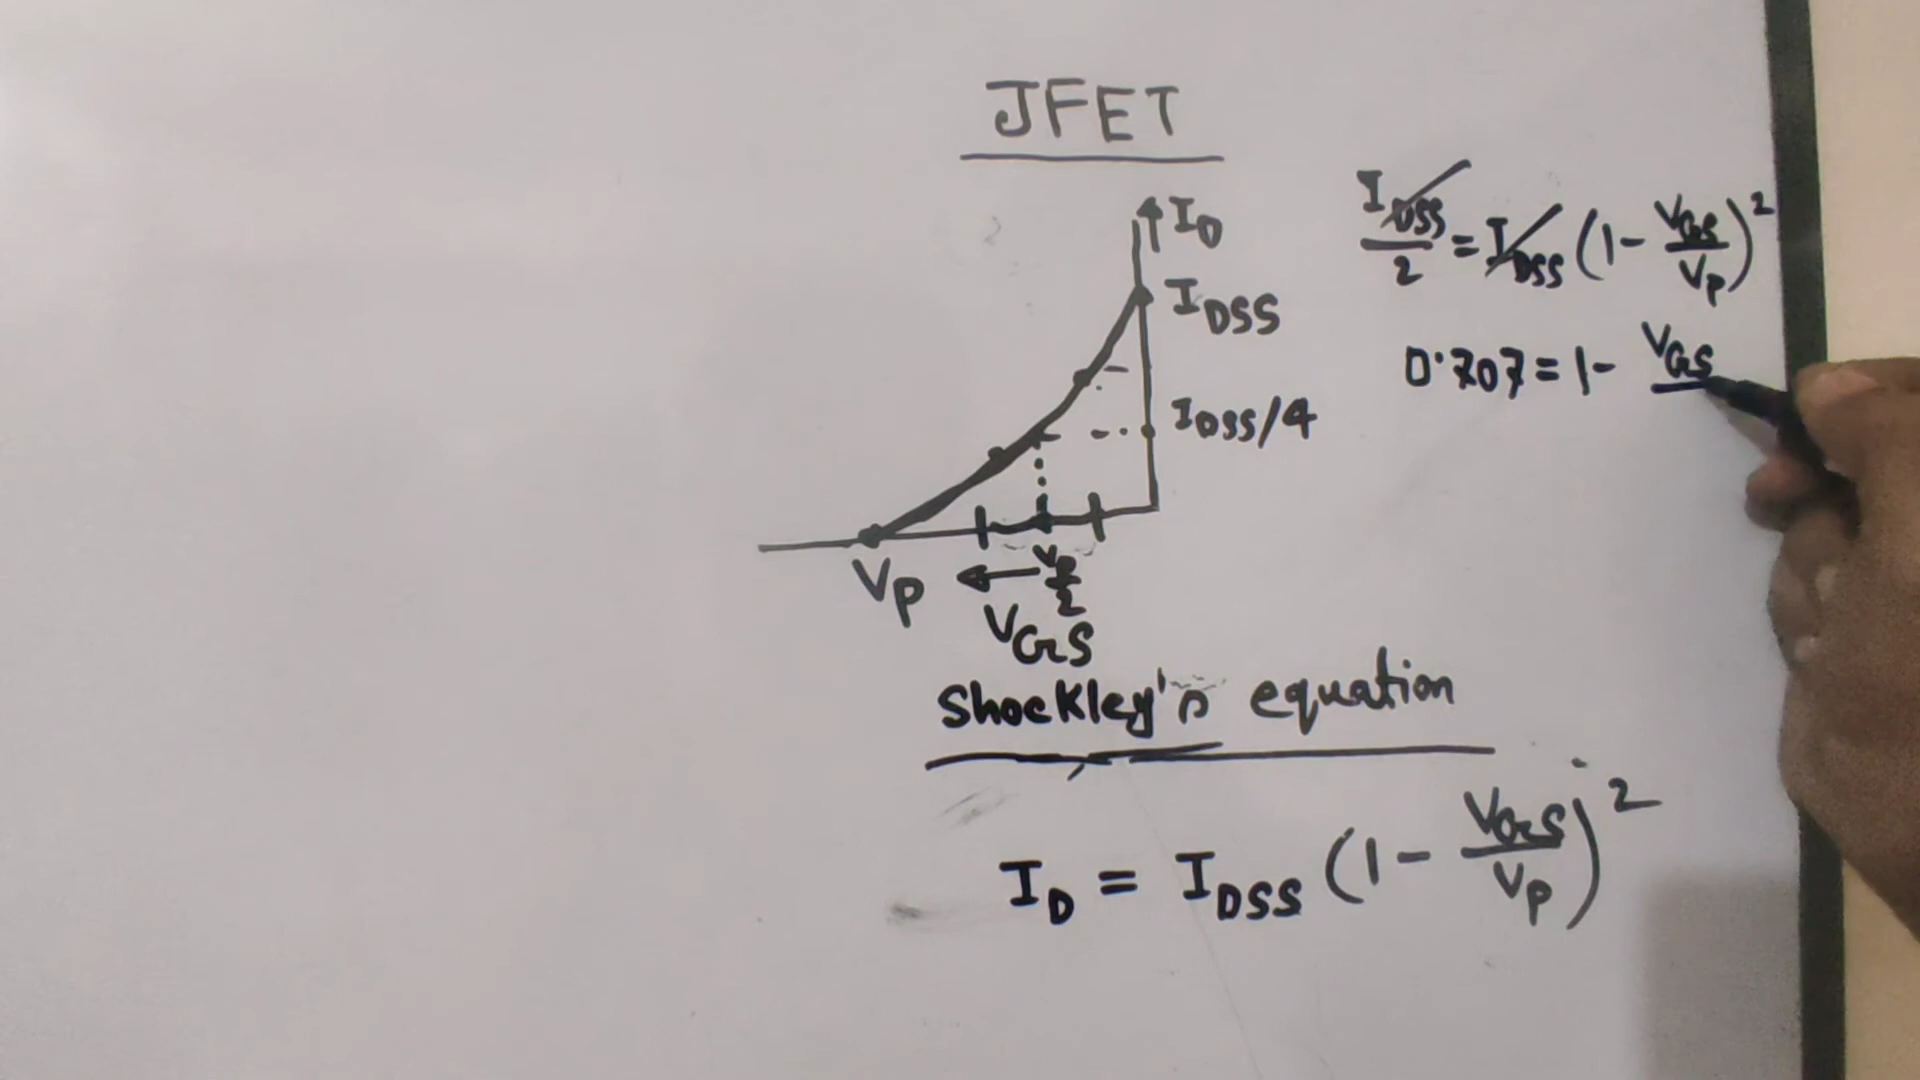 JFET
I_D
I_DSS
I_DSS/4
V_P
V_P/2
V_GS
I_DSS/2 = I_DSS (1 - V_GS/V_P)^2
0.707 = 1 - V_GS
Shockley's equation
I_D = I_DSS (1 - V_GS/V_P)^2